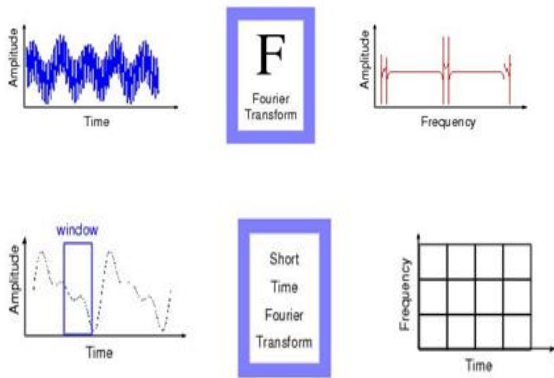 Amplitude
Time
F
Fourier
Transform
Amplitude
Frequency
window
Amplitude
Time
Short
Time
Fourier
Transform
Frequency
Time